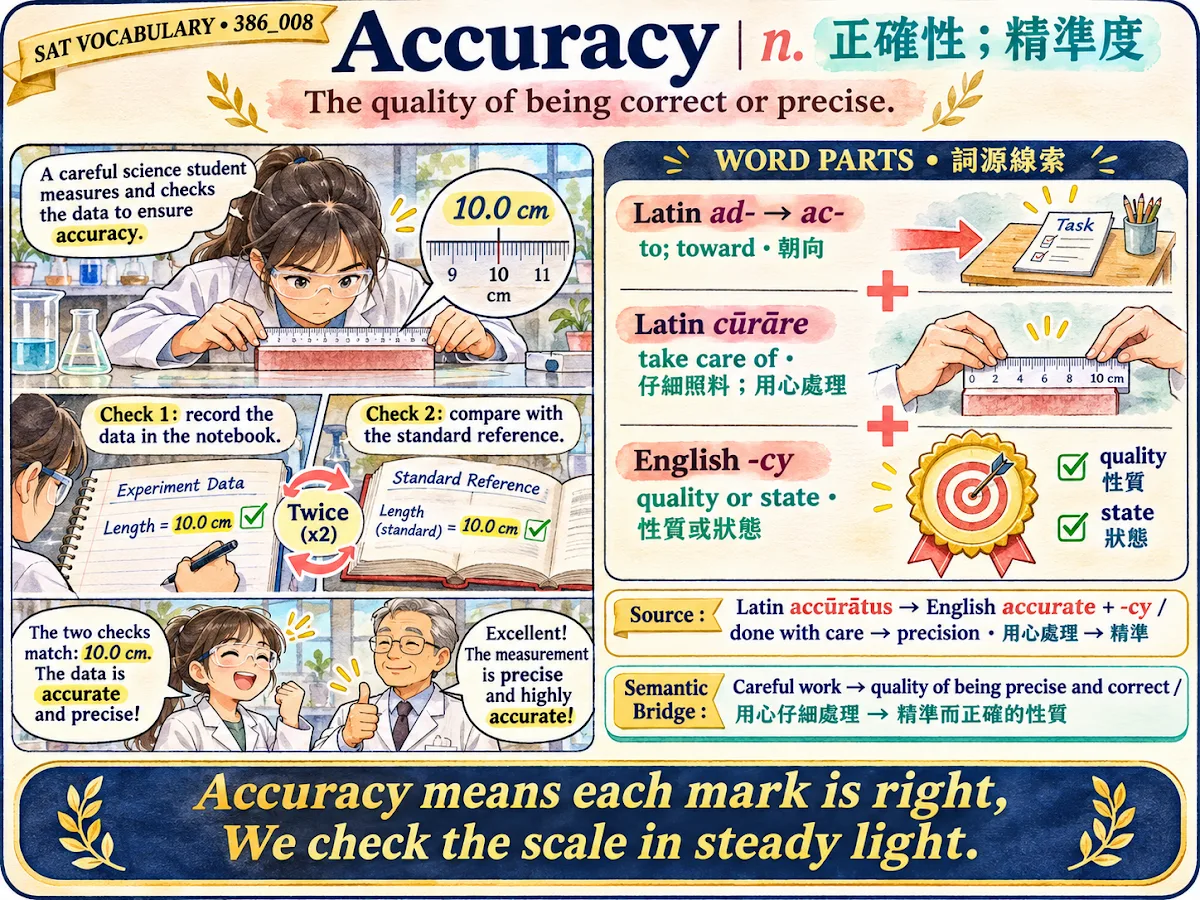 SAT VOCABULARY • 386_008
Accuracy | n. 正確性；精準度
The quality of being correct or precise.
A careful science student
measures and checks
the data to ensure
accuracy.
10.0 cm
9 10 11
cm
Check 1: record the
data in the notebook.
Experiment Data
Length = 10.0 cm
Twice
(x2)
Check 2: compare with
the standard reference.
Standard Reference
Length
(standard) = 10.0 cm
The two checks
match: 10.0 cm.
The data is
accurate
and precise!
Excellent!
The measurement
is precise
and highly
accurate!
WORD PARTS • 詞源線索
Latin ad- → ac-
to; toward • 朝向
Task
Latin cūrāre
take care of •
仔細照料；用心處理
0 2 4 6 8 10 cm
English -cy
quality or state •
性質或狀態
quality
性質
state
狀態
Source: Latin accūrātus → English accurate + -cy /
done with care → precision • 用心處理 → 精準
Semantic
Bridge:
Careful work → quality of being precise and correct /
用心仔細處理 → 精準而正確的性質
Accuracy means each mark is right,
We check the scale in steady light.